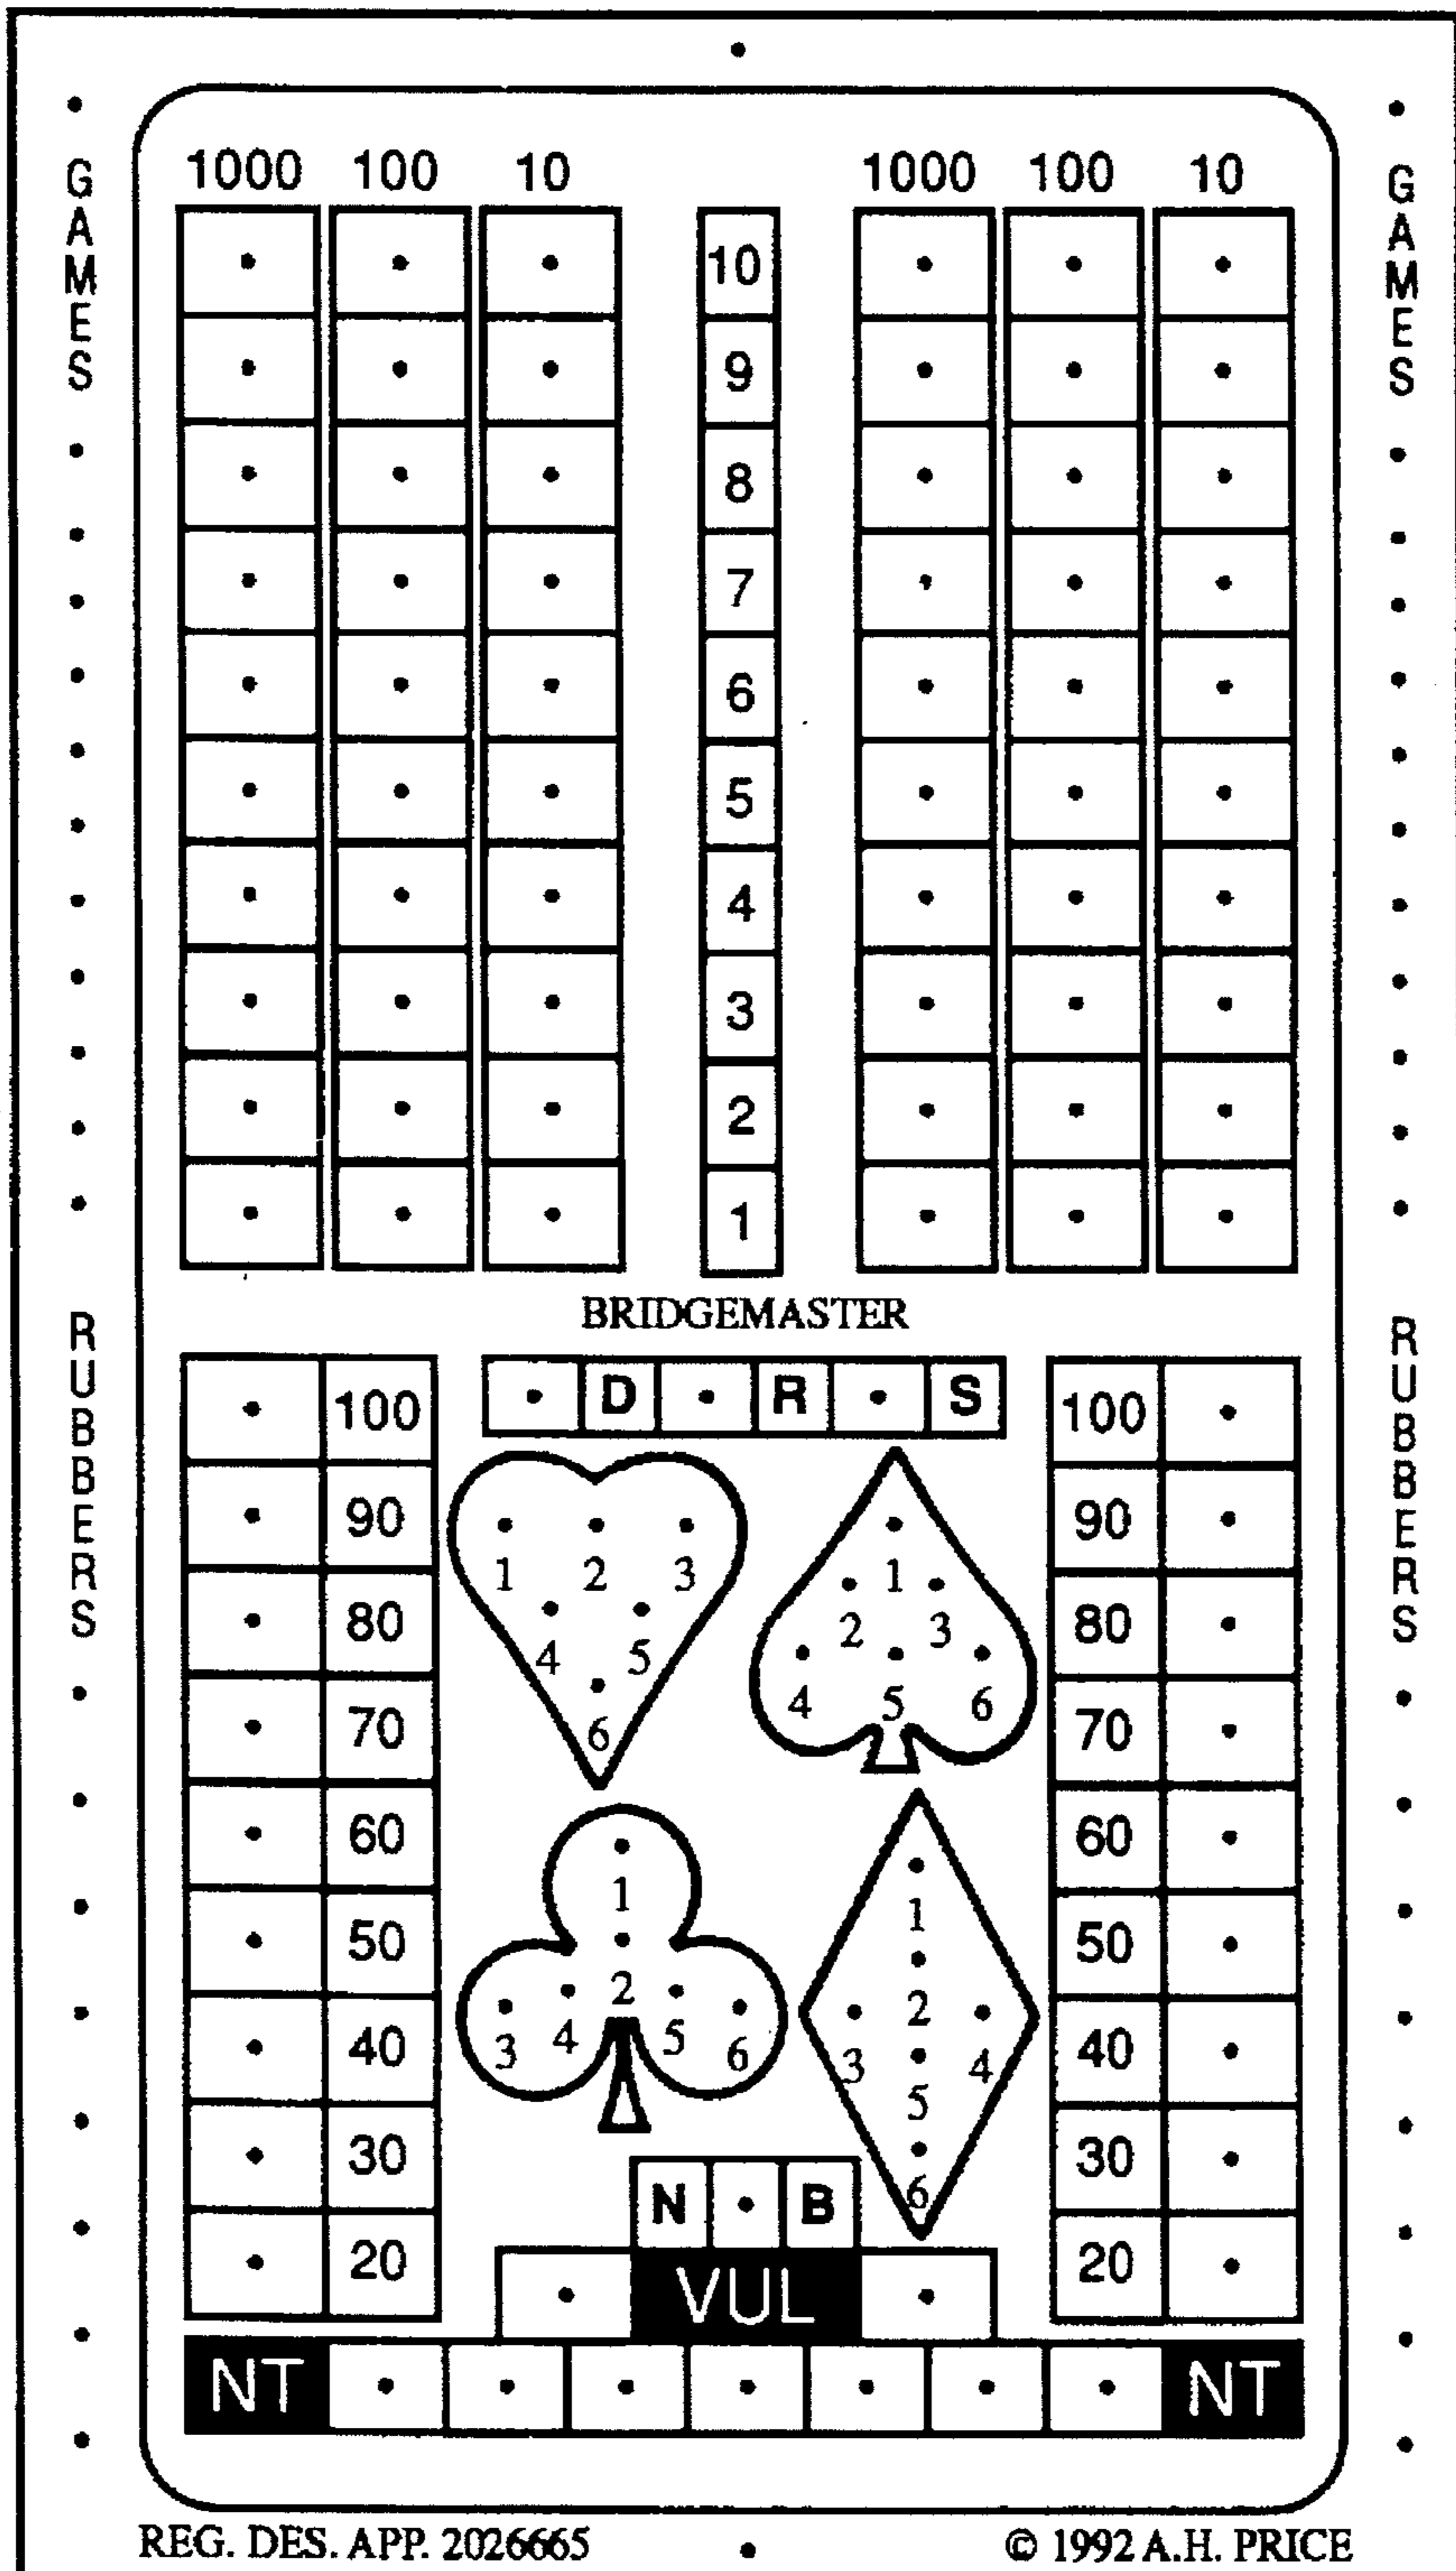 GAMES
GAMES
1000 100 10 1000 100 10
10
9
8
7
6
5
4
3
2
1
BRIDGEMASTER
RUBBERS
RUBBERS
D R S
100 100
90 90
80 80
70 70
60 60
50 50
40 40
30 30
20 20
1 2 3
4 5
6
1
2 3
4 5 6
1
2
3 4 5 6
1
2
3 4
5
6
N B
VUL
NT NT
REG. DES. APP. 2026665 © 1992 A.H. PRICE